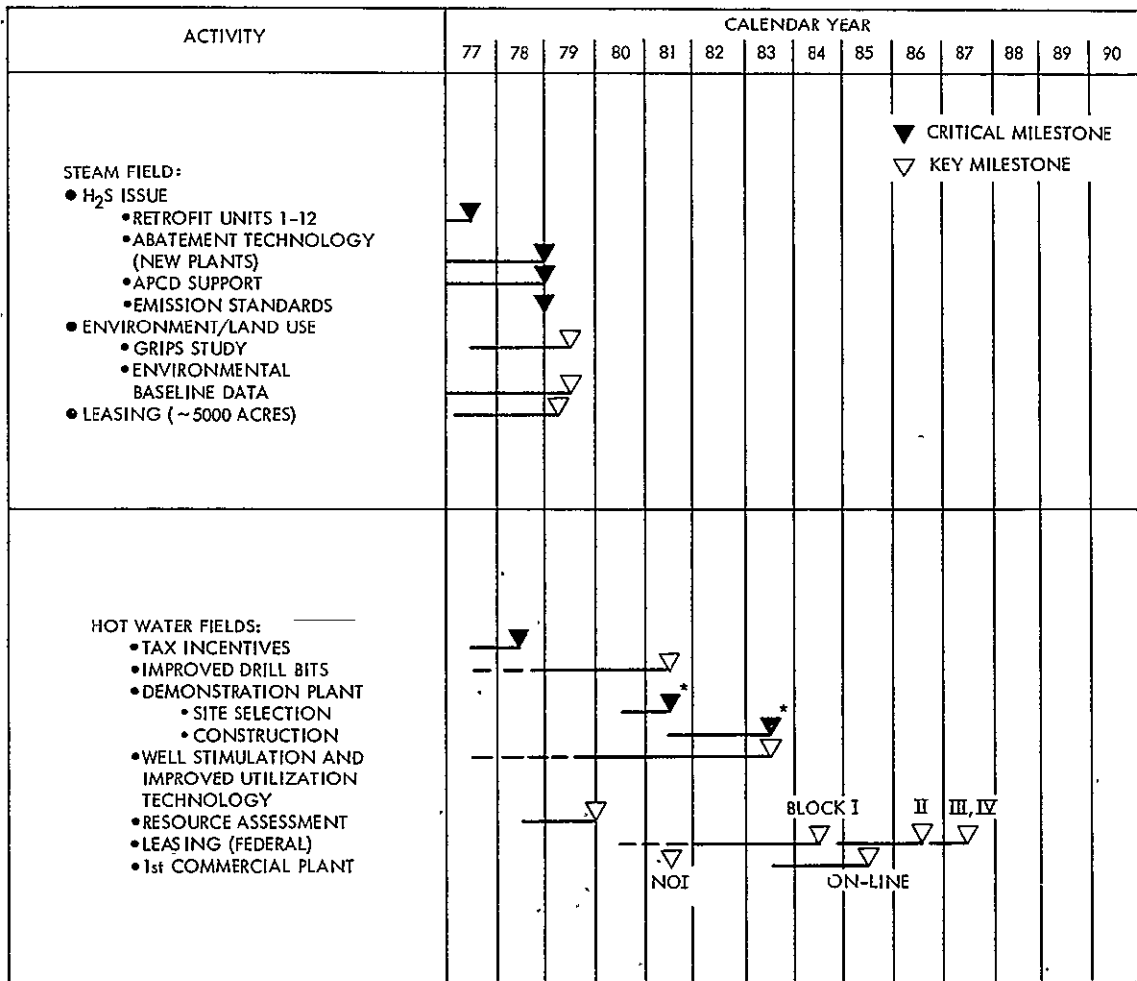 ACTIVITY
CALENDAR YEAR
77 78 79 80 81 82 83 84 85 86 87 88 89 90
▼ CRITICAL MILESTONE
▽ KEY MILESTONE
STEAM FIELD:
● H₂S ISSUE
•RETROFIT UNITS 1-12
•ABATEMENT TECHNOLOGY
(NEW PLANTS)
•APCD SUPPORT
•EMISSION STANDARDS
● ENVIRONMENT/LAND USE
•GRIPS STUDY
•ENVIRONMENTAL
BASELINE DATA
● LEASING (~5000 ACRES)
HOT WATER FIELDS:
•TAX INCENTIVES
•IMPROVED DRILL BITS
•DEMONSTRATION PLANT
*
•SITE SELECTION
*
•CONSTRUCTION
•WELL STIMULATION AND
IMPROVED UTILIZATION
TECHNOLOGY
BLOCK I II III, IV
•RESOURCE ASSESSMENT
•LEASING (FEDERAL)
•1st COMMERCIAL PLANT
NOI ON-LINE